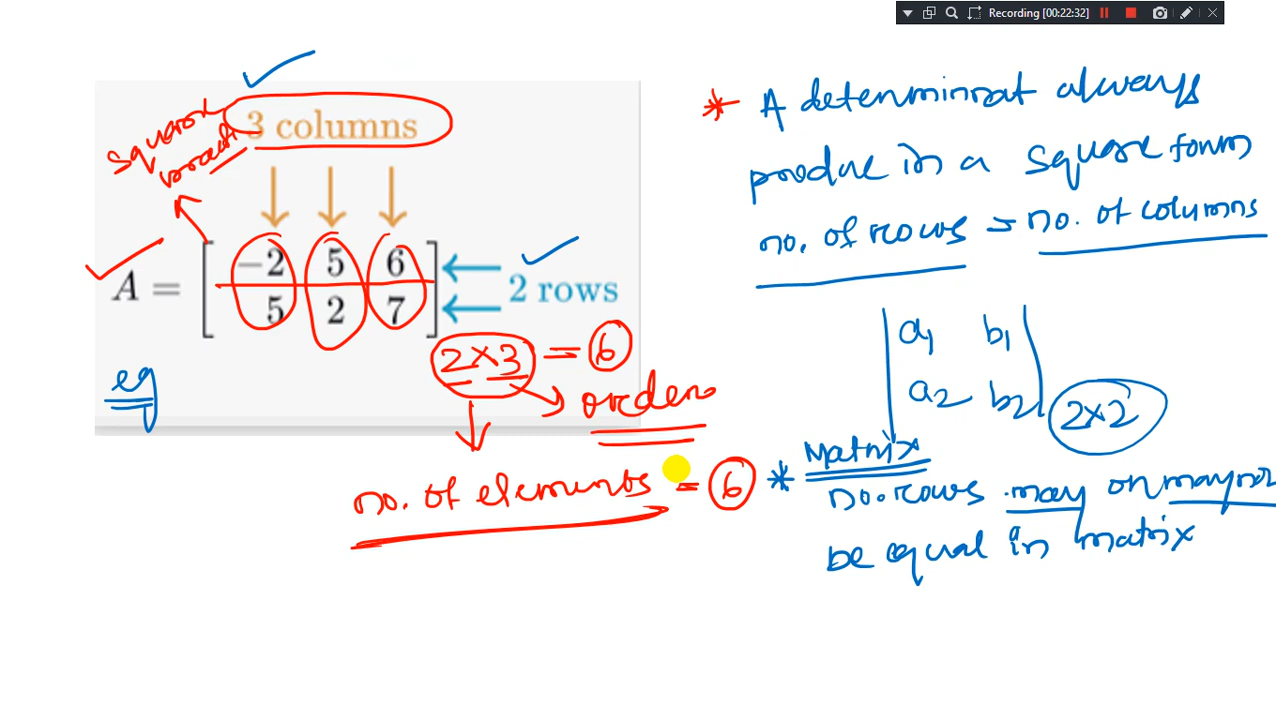 Recording [00:22:32]
3 columns
Square
bracket
A = [ −2 5 6 ]
5 2 7
2 rows
2×3 = 6
orders
eg
no. of elements = 6
* A determinant always
produce in a square form
no. of rows = no. of columns
a1 b1
a2 b2
2×2
* Matrix
no. rows may or may not
be equal in matrix